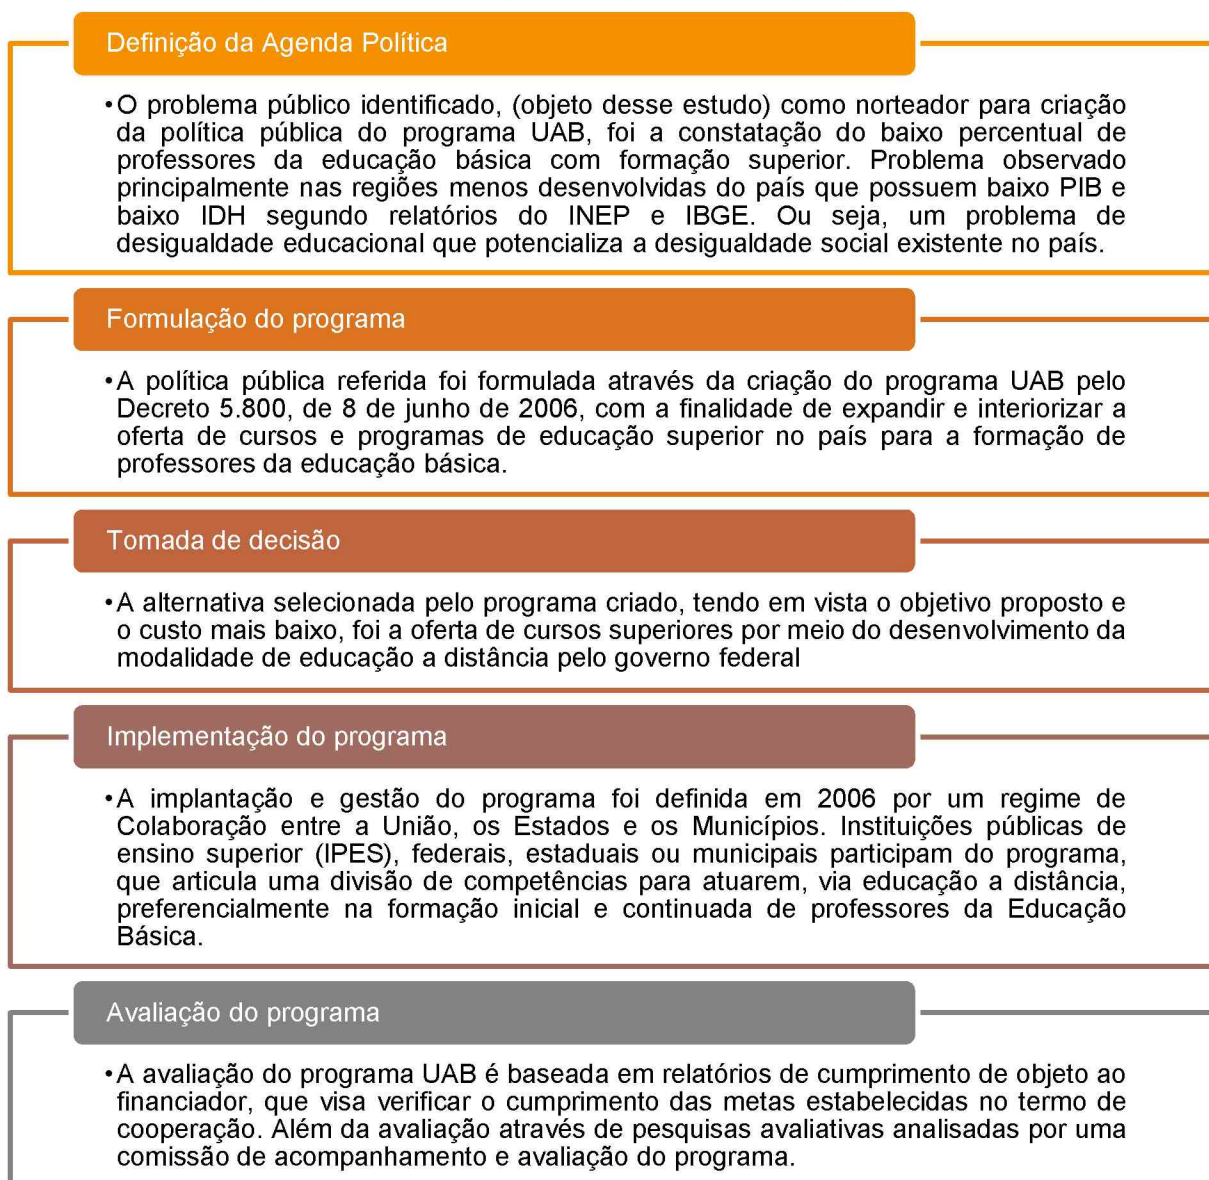 Definição da Agenda Política
•O problema público identificado, (objeto desse estudo) como norteador para criação
da política pública do programa UAB, foi a constatação do baixo percentual de
professores da educação básica com formação superior. Problema observado
principalmente nas regiões menos desenvolvidas do país que possuem baixo PIB e
baixo IDH segundo relatórios do INEP e IBGE. Ou seja, um problema de
desigualdade educacional que potencializa a desigualdade social existente no país.
Formulação do programa
•A política pública referida foi formulada através da criação do programa UAB pelo
Decreto 5.800, de 8 de junho de 2006, com a finalidade de expandir e interiorizar a
oferta de cursos e programas de educação superior no país para a formação de
professores da educação básica.
Tomada de decisão
•A alternativa selecionada pelo programa criado, tendo em vista o objetivo proposto e
o custo mais baixo, foi a oferta de cursos superiores por meio do desenvolvimento da
modalidade de educação a distância pelo governo federal
Implementação do programa
•A implantação e gestão do programa foi definida em 2006 por um regime de
Colaboração entre a União, os Estados e os Municípios. Instituições públicas de
ensino superior (IPES), federais, estaduais ou municipais participam do programa,
que articula uma divisão de competências para atuarem, via educação a distância,
preferencialmente na formação inicial e continuada de professores da Educação
Básica.
Avaliação do programa
•A avaliação do programa UAB é baseada em relatórios de cumprimento de objeto ao
financiador, que visa verificar o cumprimento das metas estabelecidas no termo de
cooperação. Além da avaliação através de pesquisas avaliativas analisadas por uma
comissão de acompanhamento e avaliação do programa.